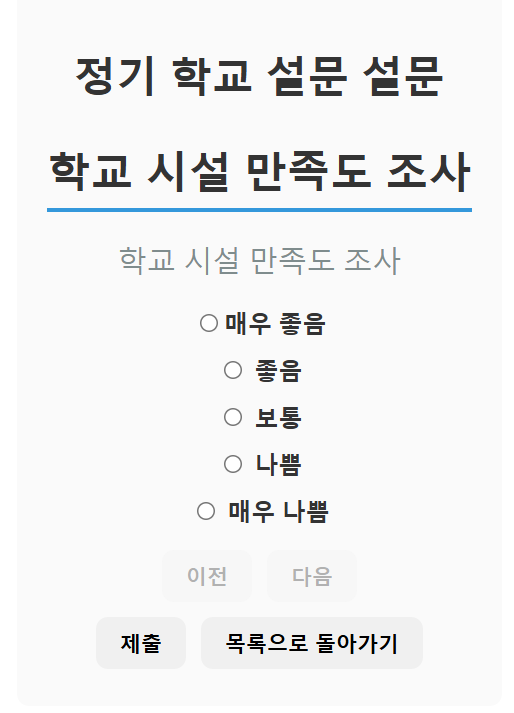 정기 학교 설문 설문
학교 시설 만족도 조사
학교 시설 만족도 조사
매우 좋음
좋음
보통
나쁨
매우 나쁨
이전 다음
제출 목록으로 돌아가기